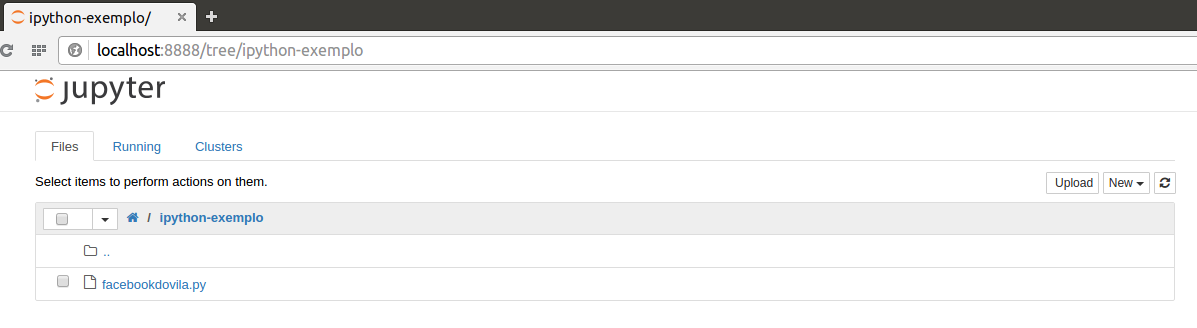 ipython-exemplo/
localhost:8888/tree/ipython-exemplo
jupyter
Files Running Clusters
Select items to perform actions on them. Upload New
/ ipython-exemplo
..
facebookdovila.py